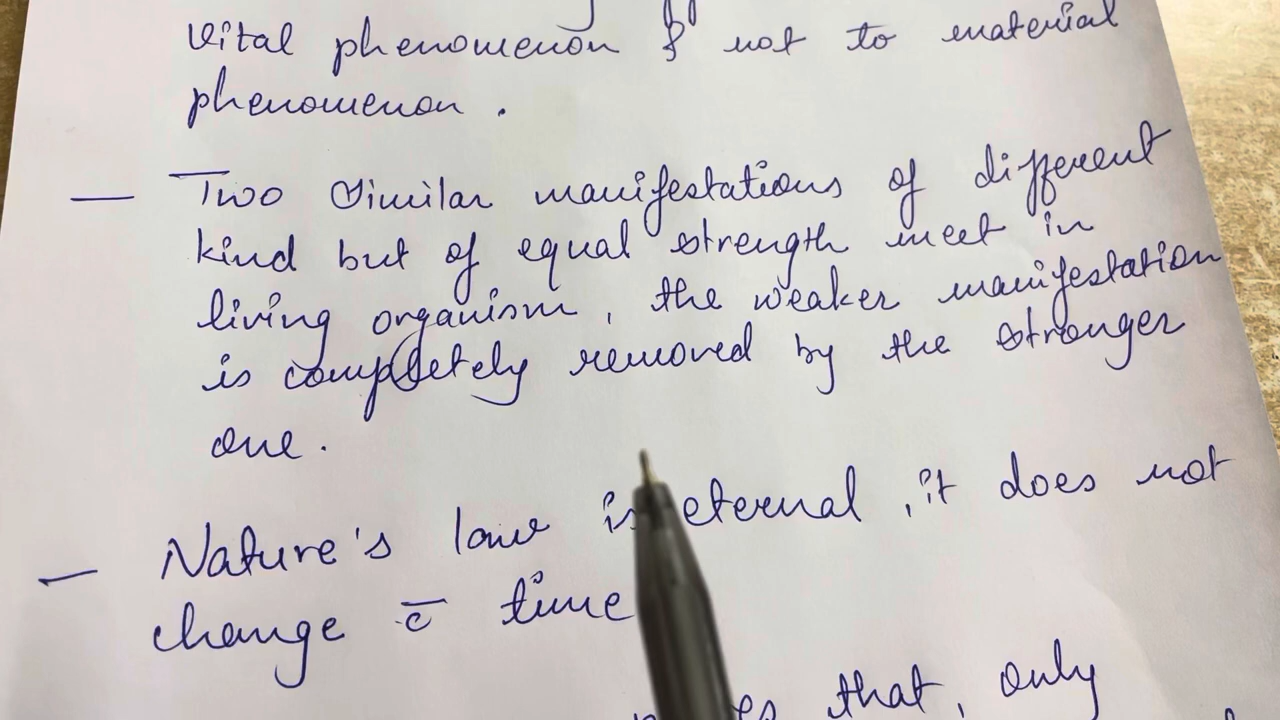 vital phenomenon & not to material
phenomenon.
— Two Similar manifestations of different
kind but of equal strength meet in
living organism, the weaker manifestation
is completely removed by the stronger
one.
— Nature's law is eternal, it does not
change c̄ time
that, only